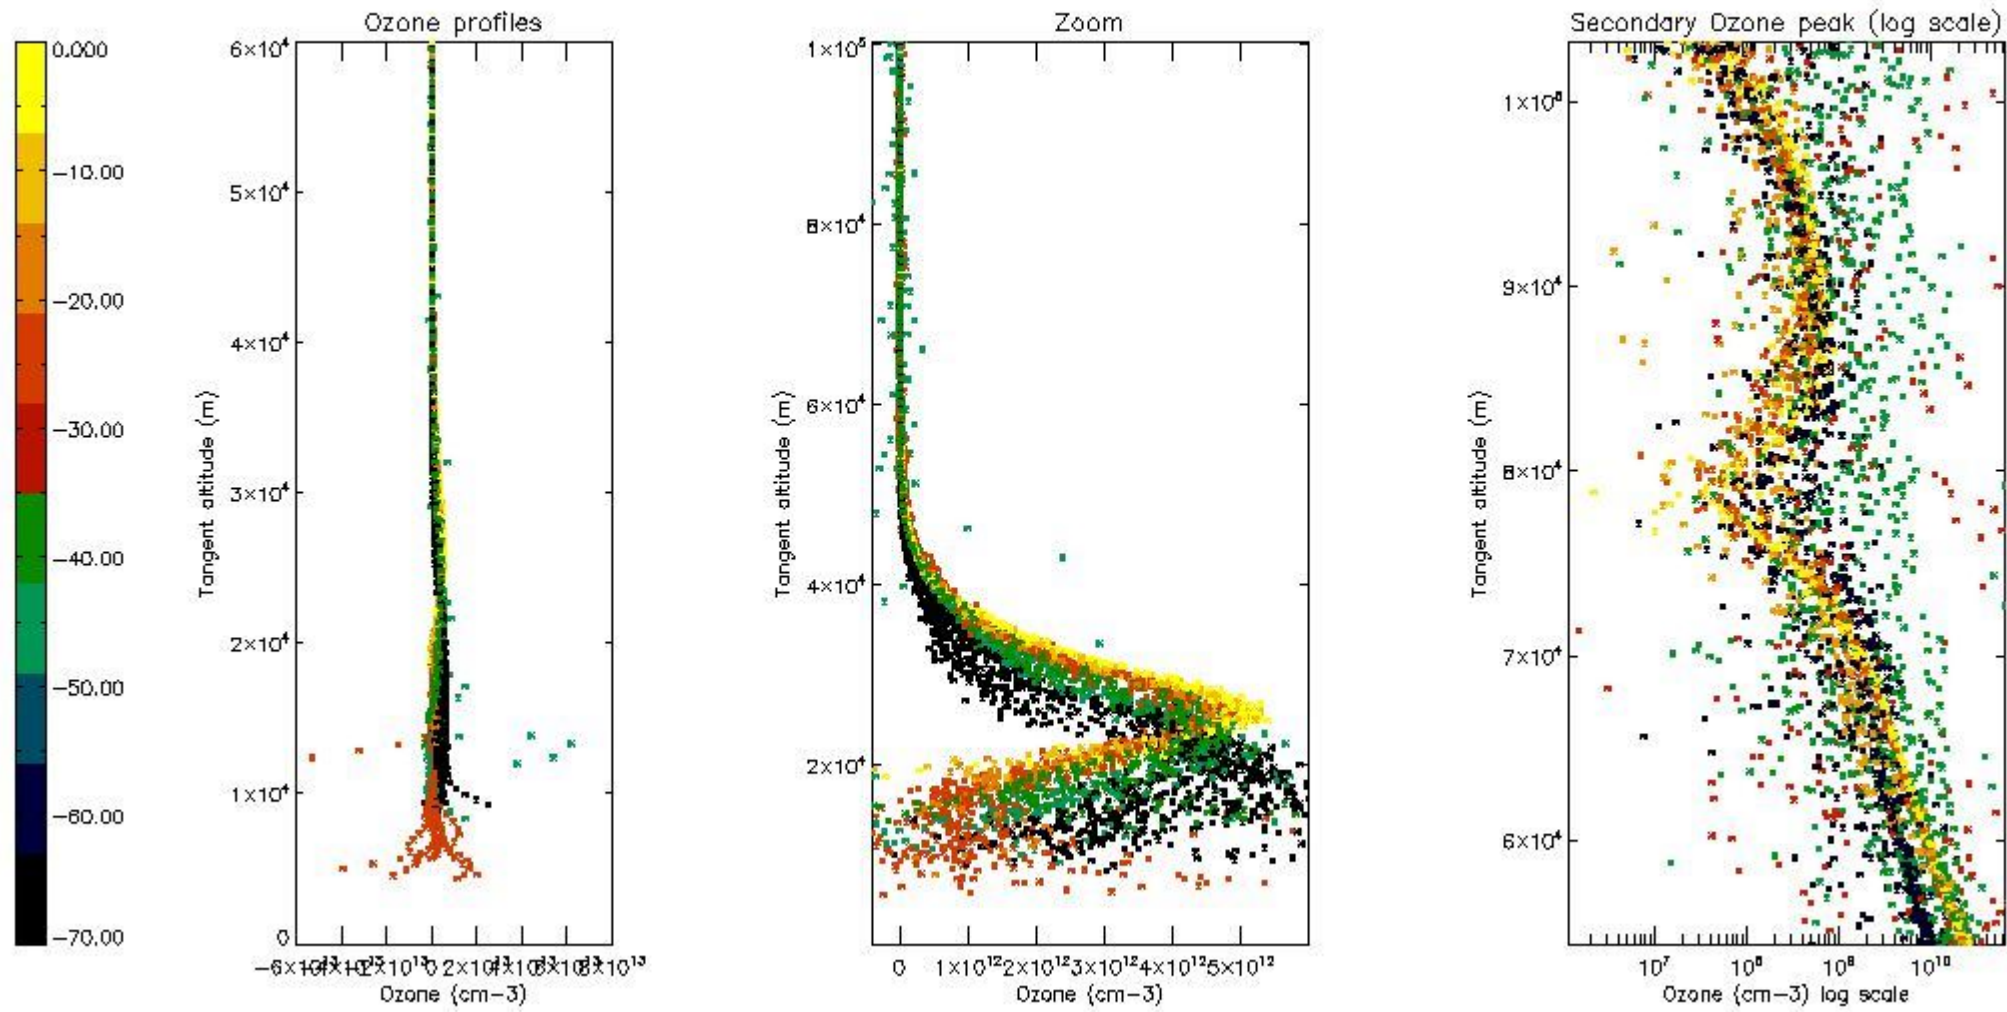 Ozone profiles
Zoom
Secondary Ozone peak (log scale)
0.000
−10.00
−20.00
−30.00
−40.00
−50.00
−60.00
−70.00
6×10⁴
5×10⁴
4×10⁴
3×10⁴
2×10⁴
1×10⁴
0
Tangent altitude (m)
0
8×10¹³
Ozone (cm−3)
1×10⁵
8×10⁴
6×10⁴
4×10⁴
2×10⁴
Tangent altitude (m)
0 1×10¹² 2×10¹² 3×10¹² 4×10¹² 5×10¹²
Ozone (cm−3)
9×10⁴
8×10⁴
7×10⁴
6×10⁴
Tangent altitude (m)
10⁷ 10⁸ 10⁹ 10¹⁰
Ozone (cm−3) log scale